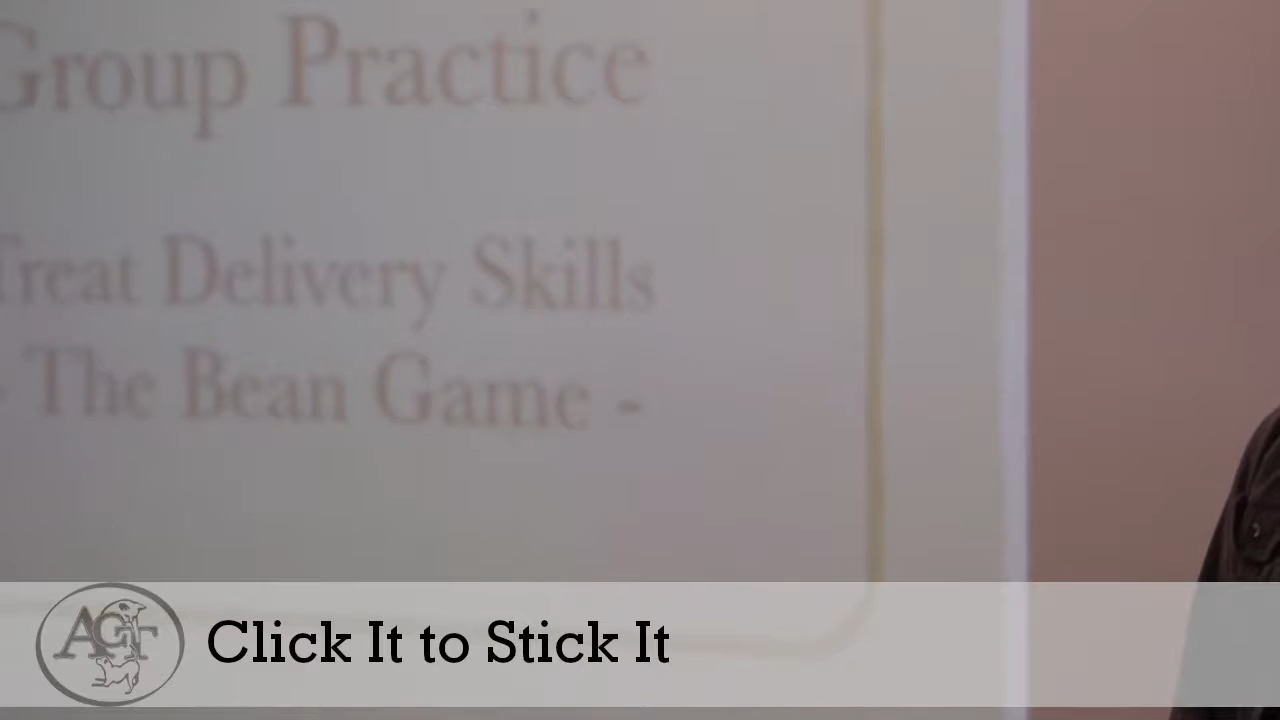 Group Practice
Treat Delivery Skills
- The Bean Game -
AGT
Click It to Stick It